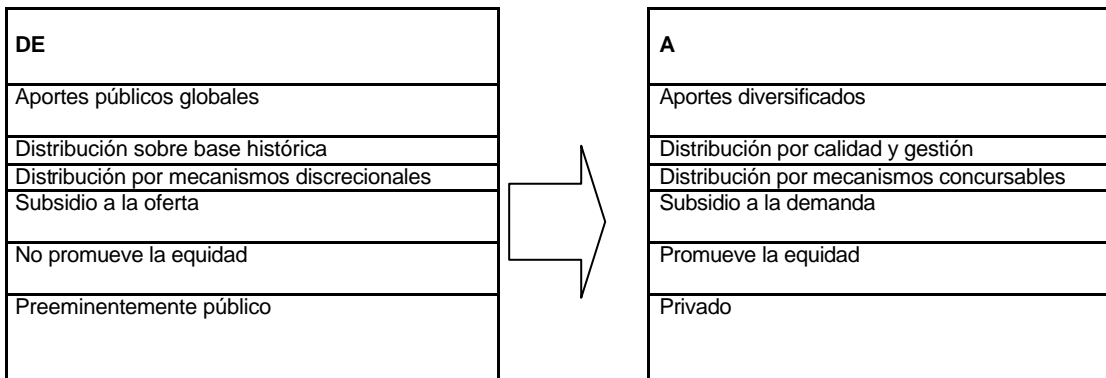 DE
Aportes públicos globales
Distribución sobre base histórica
Distribución por mecanismos discrecionales
Subsidio a la oferta
No promueve la equidad
Preeminentemente público
A
Aportes diversificados
Distribución por calidad y gestión
Distribución por mecanismos concursables
Subsidio a la demanda
Promueve la equidad
Privado